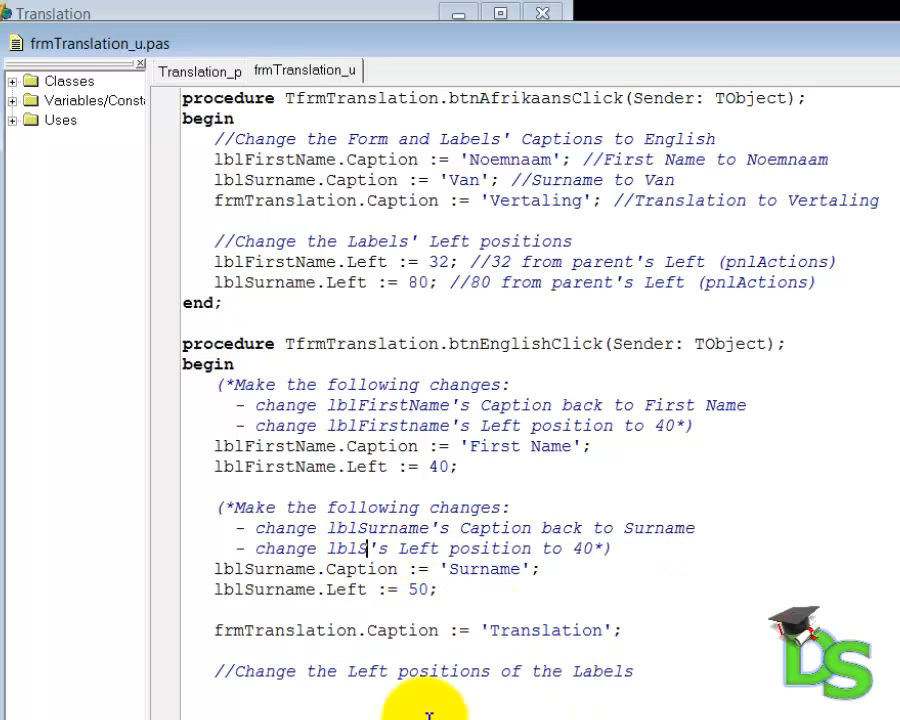 Translation
frmTranslation_u.pas
Classes
Variables/Const
Uses
Translation_p frmTranslation_u
procedure TfrmTranslation.btnAfrikaansClick(Sender: TObject);
begin
//Change the Form and Labels' Captions to English
lblFirstName.Caption := 'Noemnaam'; //First Name to Noemnaam
lblSurname.Caption := 'Van'; //Surname to Van
frmTranslation.Caption := 'Vertaling'; //Translation to Vertaling
//Change the Labels' Left positions
lblFirstName.Left := 32; //32 from parent's Left (pnlActions)
lblSurname.Left := 80; //80 from parent's Left (pnlActions)
end;
procedure TfrmTranslation.btnEnglishClick(Sender: TObject);
begin
(*Make the following changes:
- change lblFirstName's Caption back to First Name
- change lblFirstname's Left position to 40*)
lblFirstName.Caption := 'First Name';
lblFirstName.Left := 40;
(*Make the following changes:
- change lblSurname's Caption back to Surname
- change lblS's Left position to 40*)
lblSurname.Caption := 'Surname';
lblSurname.Left := 50;
frmTranslation.Caption := 'Translation';
//Change the Left positions of the Labels
DS